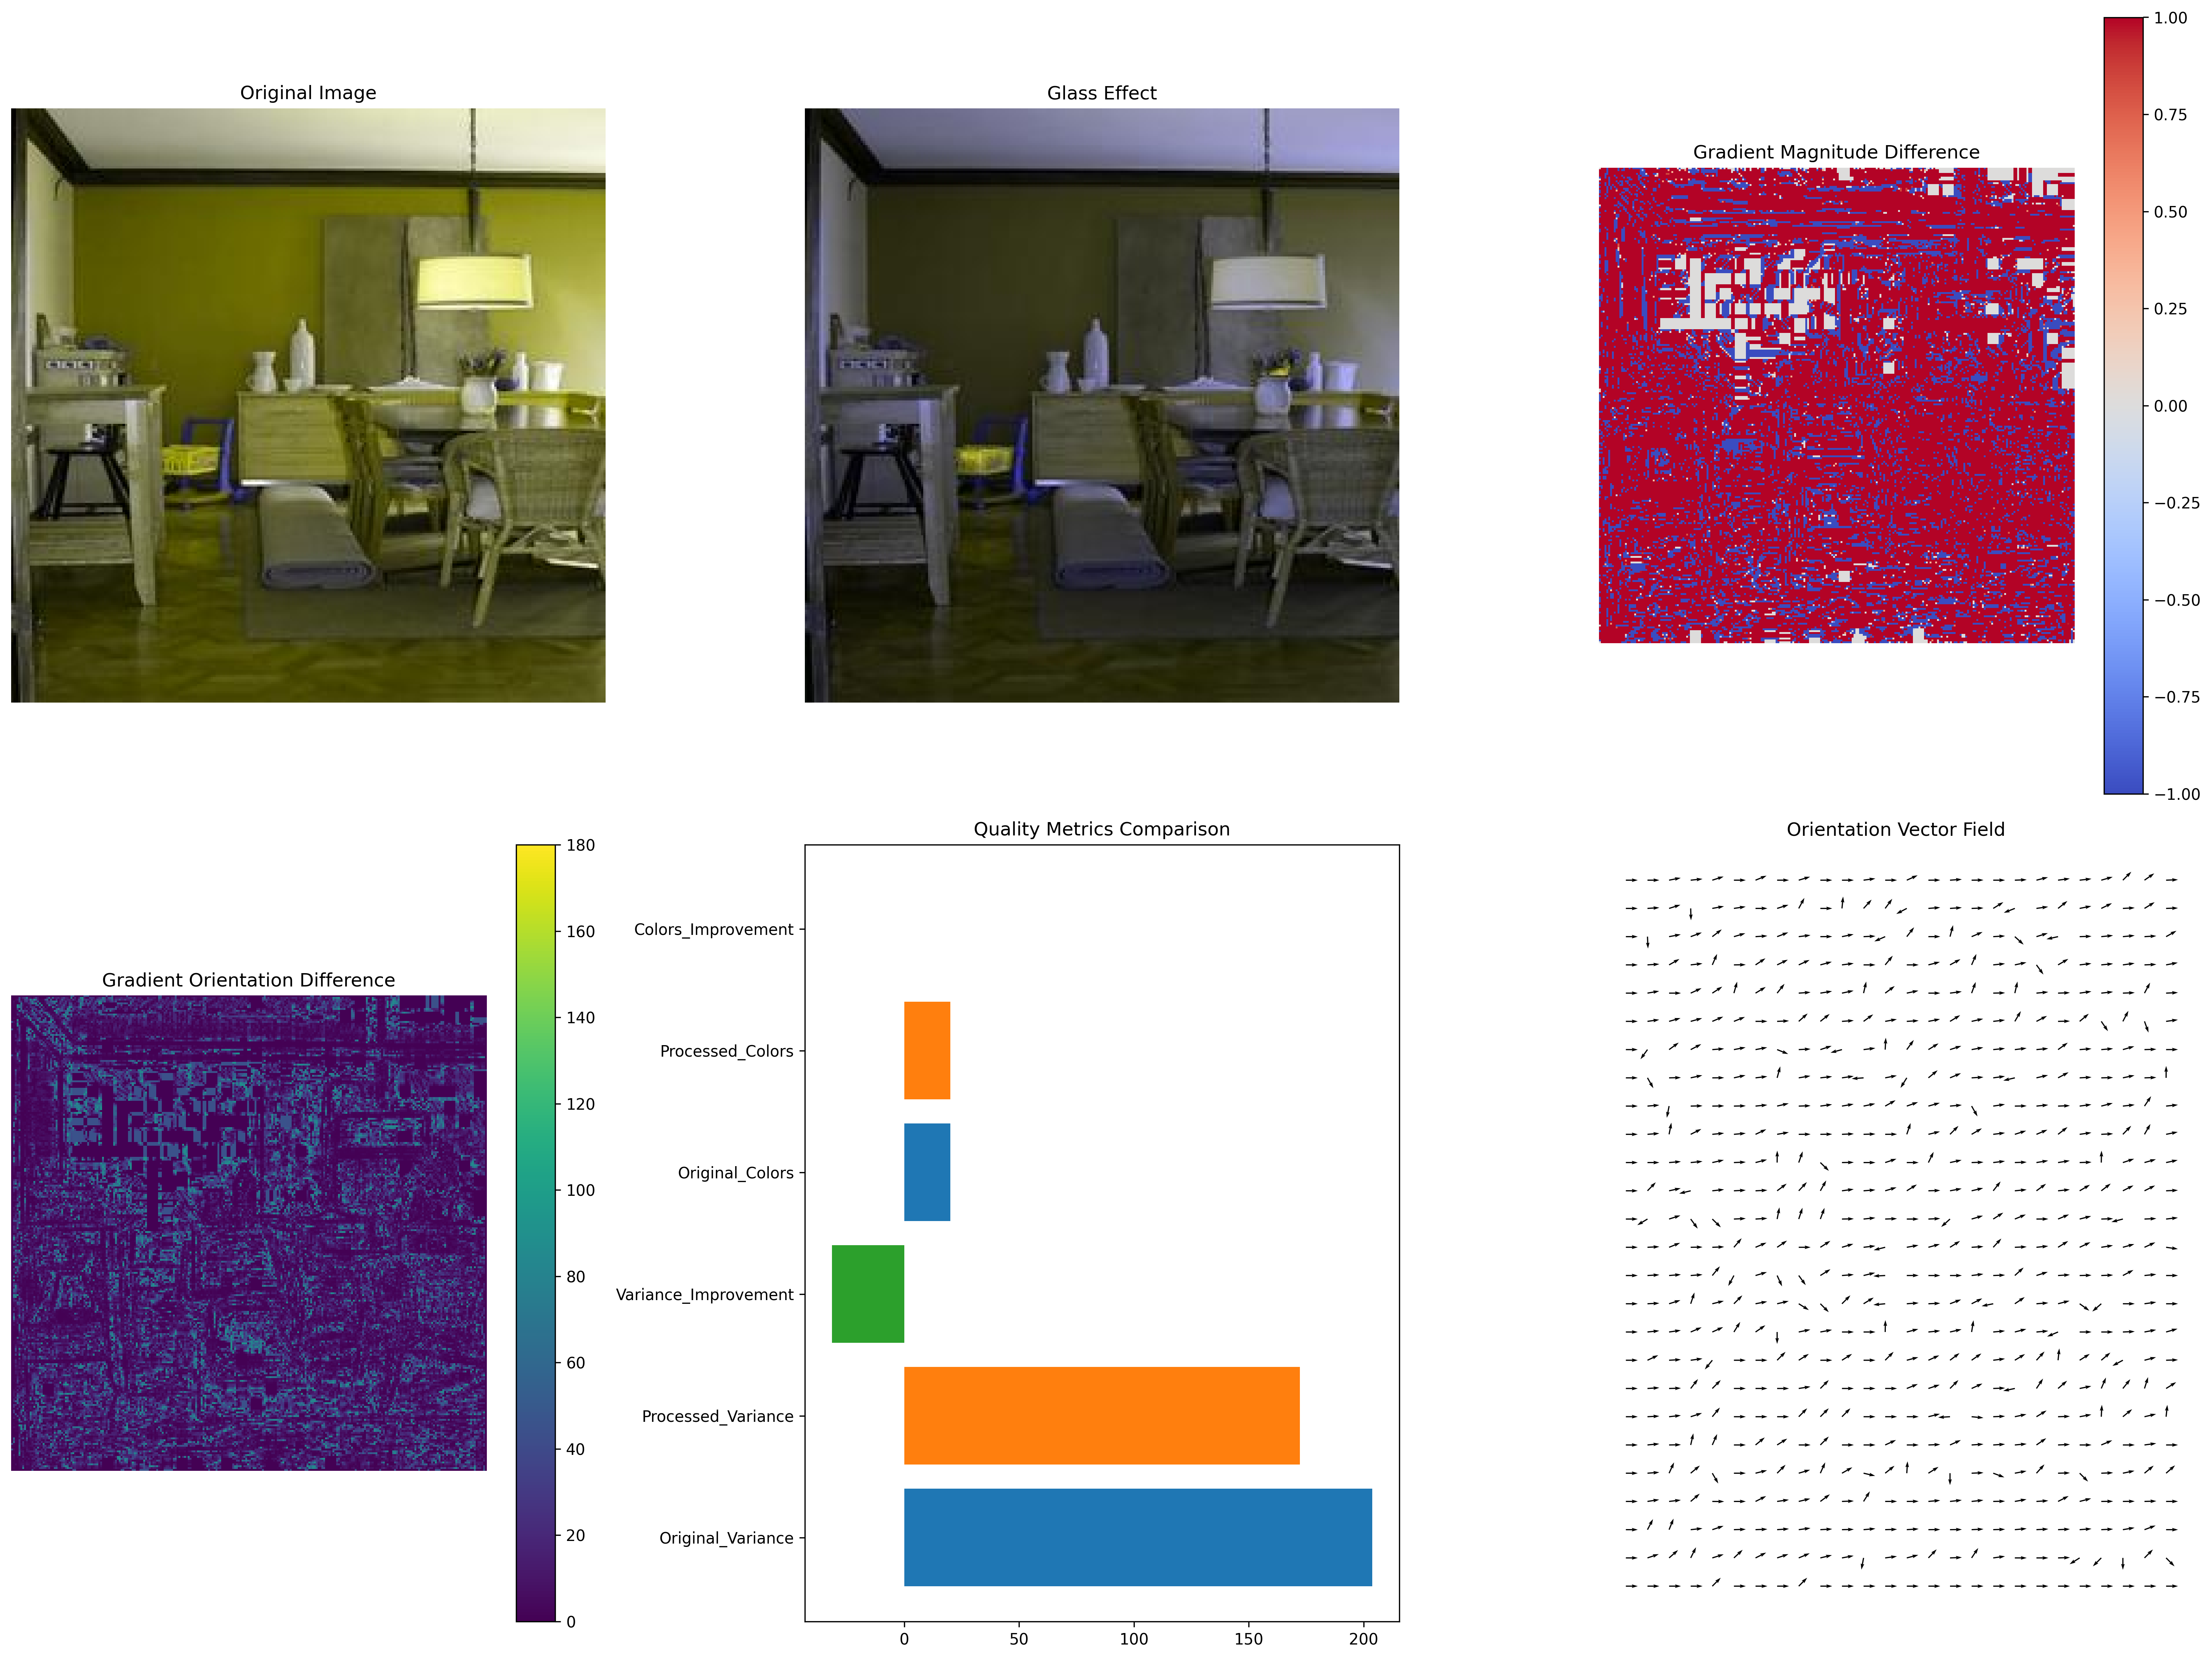 Original Image
Glass Effect
Gradient Magnitude Difference
1.00
0.75
0.50
0.25
0.00
−0.25
−0.50
−0.75
−1.00
Gradient Orientation Difference
180
160
140
120
100
80
60
40
20
0
Quality Metrics Comparison
Colors_Improvement
Processed_Colors
Original_Colors
Variance_Improvement
Processed_Variance
Original_Variance
0 50 100 150 200
Orientation Vector Field